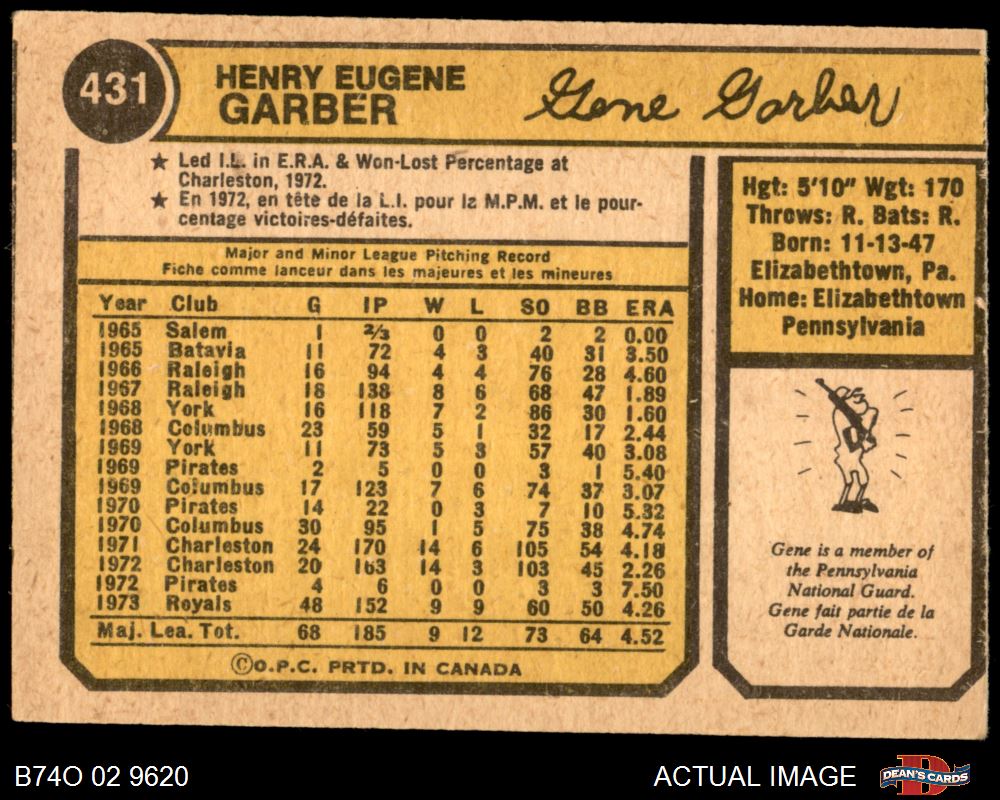 431
HENRY EUGENE
GARBER
Gene Garber
★ Led I.L. in E.R.A. & Won-Lost Percentage at
Charleston, 1972.
★ En 1972, en tête de la L.I. pour la M.P.M. et le pour-
centage victoires-défaites.
Major and Minor League Pitching Record
Fiche comme lanceur dans les majeures et les mineures
Year Club G IP W L SO BB ERA
1965 Salem 1 2/3 0 0 2 2 0.00
1965 Batavia 11 72 4 3 40 31 3.50
1966 Raleigh 16 94 4 4 76 28 4.60
1967 Raleigh 18 138 8 6 68 47 1.89
1968 York 16 118 7 2 86 30 1.60
1968 Columbus 23 59 5 1 32 17 2.44
1969 York 11 73 5 3 57 40 3.08
1969 Pirates 2 5 0 0 3 1 5.40
1969 Columbus 17 123 7 6 74 37 3.07
1970 Pirates 14 22 0 3 7 10 5.32
1970 Columbus 30 95 1 5 75 38 4.74
1971 Charleston 24 170 14 6 105 54 4.18
1972 Charleston 20 163 14 3 103 45 2.26
1972 Pirates 4 6 0 0 3 3 7.50
1973 Royals 48 152 9 9 60 50 4.26
Maj. Lea. Tot. 68 185 9 12 73 64 4.52
©O.P.C. PRTD. IN CANADA
Hgt: 5'10" Wgt: 170
Throws: R. Bats: R.
Born: 11-13-47
Elizabethtown, Pa.
Home: Elizabethtown
Pennsylvania
Gene is a member of
the Pennsylvania
National Guard.
Gene fait partie de la
Garde Nationale.
B74O 02 9620
ACTUAL IMAGE
DEAN'S CARDS